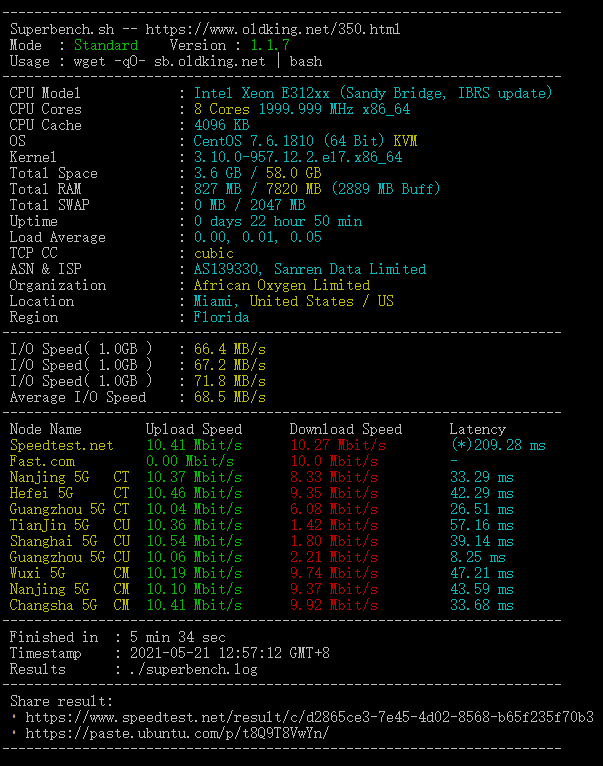 Superbench.sh -- https://www.oldking.net/350.html
Mode  : Standard    Version : 1.1.7
Usage : wget -qO- sb.oldking.net | bash
CPU Model            : Intel Xeon E312xx (Sandy Bridge, IBRS update)
CPU Cores            : 8 Cores 1999.999 MHz x86_64
CPU Cache            : 4096 KB
OS                   : CentOS 7.6.1810 (64 Bit) KVM
Kernel               : 3.10.0-957.12.2.el7.x86_64
Total Space          : 3.6 GB / 58.0 GB
Total RAM            : 827 MB / 7820 MB (2889 MB Buff)
Total SWAP           : 0 MB / 2047 MB
Uptime               : 0 days 22 hour 50 min
Load Average         : 0.00, 0.01, 0.05
TCP CC               : cubic
ASN & ISP            : AS139330, Sanren Data Limited
Organization         : African Oxygen Limited
Location             : Miami, United States / US
Region               : Florida
I/O Speed( 1.0GB )   : 66.4 MB/s
I/O Speed( 1.0GB )   : 67.2 MB/s
I/O Speed( 1.0GB )   : 71.8 MB/s
Average I/O Speed    : 68.5 MB/s
Node Name        Upload Speed      Download Speed      Latency
Speedtest.net    10.41 Mbit/s      10.27 Mbit/s        (*)209.28 ms
Fast.com         0.00 Mbit/s       10.0 Mbit/s         -
Nanjing 5G   CT  10.37 Mbit/s      8.33 Mbit/s         33.29 ms
Hefei 5G     CT  10.46 Mbit/s      9.35 Mbit/s         42.29 ms
Guangzhou 5G CT  10.04 Mbit/s      6.08 Mbit/s         26.51 ms
TianJin 5G   CU  10.36 Mbit/s      1.42 Mbit/s         57.16 ms
Shanghai 5G  CU  10.54 Mbit/s      1.80 Mbit/s         39.14 ms
Guangzhou 5G CU  10.06 Mbit/s      2.21 Mbit/s         8.25 ms
Wuxi 5G      CM  10.19 Mbit/s      9.74 Mbit/s         47.21 ms
Nanjing 5G   CM  10.10 Mbit/s      9.37 Mbit/s         43.59 ms
Changsha 5G  CM  10.41 Mbit/s      9.92 Mbit/s         33.68 ms
Finished in  : 5 min 34 sec
Timestamp    : 2021-05-21 12:57:12 GMT+8
Results      : ./superbench.log
Share result:
· https://www.speedtest.net/result/c/d2865ce3-7e45-4d02-8568-b65f235f70b3
· https://paste.ubuntu.com/p/t8Q9T8VwYn/